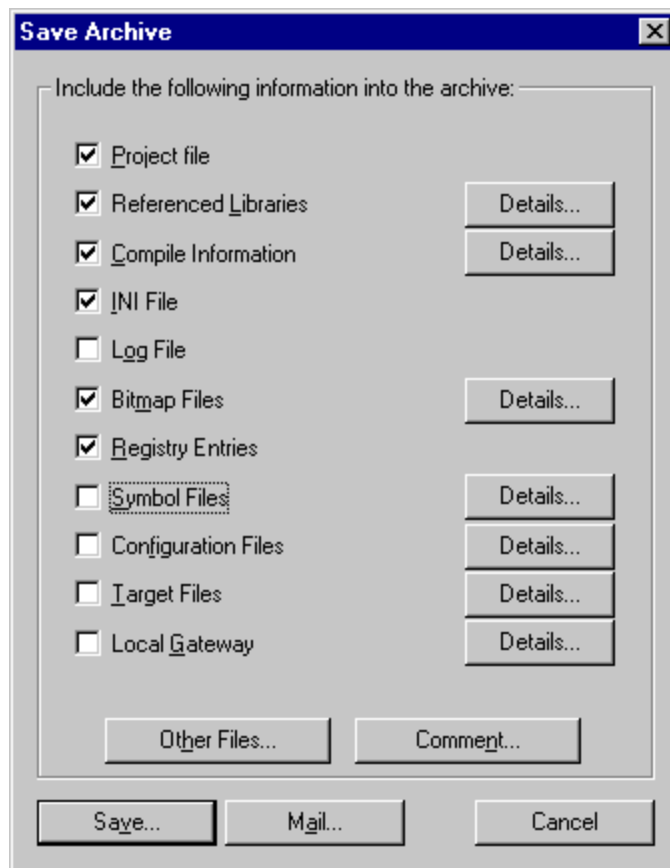 Save Archive
Include the following information into the archive:
Project file
Referenced Libraries Details...
Compile Information Details...
INI File
Log File
Bitmap Files Details...
Registry Entries
Symbol Files Details...
Configuration Files Details...
Target Files Details...
Local Gateway Details...
Other Files... Comment...
Save... Mail... Cancel